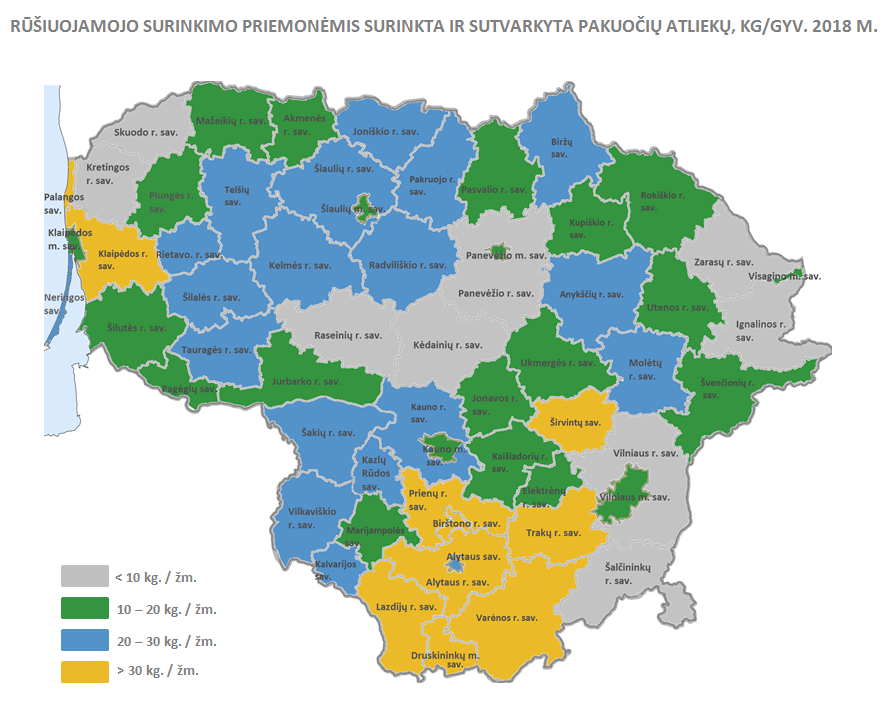 RŪŠIUOJAMOJO SURINKIMO PRIEMONĖMIS SURINKTA IR SUTVARKYTA PAKUOČIŲ ATLIEKŲ, KG/GYV. 2018 M.
Skuodo r. sav.
Mažeikių r. sav.
Akmenės
r. sav.
Joniškio r. sav.
Biržų
sav.
Kretingos
r. sav.
Plungės r.
sav.
Telšių
sav.
Šiaulių r. sav.
Pakruojo r.
sav.
Pasvalio r. sav.
Rokiškio r.
sav.
Palangos
sav.
Šiaulių m. sav.
Kupiškio r.
sav.
Klaipėdos
m. sav.
Klaipėdos r.
sav.
Rietavo. r. sav.
Kelmės r. sav.
Radviliškio r. sav.
Panevėžio m. sav.
Zarasų r. sav.
Visagino m. sav.
Neringos
sav.
Šilalės r. sav.
Panevėžio r. sav.
Anykščių r. sav.
Utenos r. sav.
Ignalinos r.
sav.
Šilutės r. sav.
Tauragės r. sav.
Raseinių r. sav.
Kėdainių r. sav.
Ukmergės r. sav.
Molėtų
r. sav.
Pagėgių sav.
Jurbarko r. sav.
Jonavos r.
sav.
Švenčionių r.
sav.
Kauno r.
sav.
Širvintų sav.
Šakių r. sav.
Kauno m.
sav.
Kaišiadorių r.
sav.
Vilniaus r. sav.
Kazlų
Rūdos
sav.
Prienų r.
sav.
Elektrėnų
r. sav.
Vilniaus m. sav.
Vilkaviškio
r. sav.
Marijampolės
sav.
Birštono r. sav.
Trakų r. sav.
Kalvarijos
sav.
Alytaus sav.
Alytaus r. sav.
Šalčininkų
r. sav.
Lazdijų r. sav.
Varėnos r. sav.
Druskininkų m.
sav.
< 10 kg. / žm.
10 – 20 kg. / žm.
20 – 30 kg. / žm.
> 30 kg. / žm.